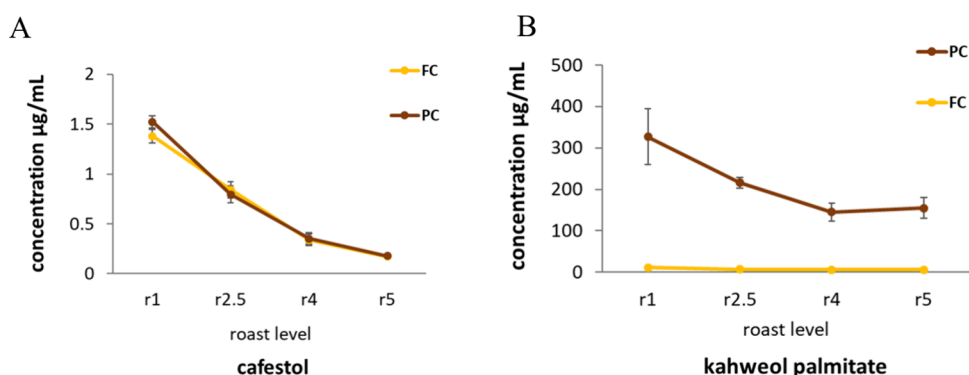 A
concentration µg/mL
2
1.5
1
0.5
0
FC
PC
r1 r2.5 r4 r5
roast level
cafestol
B
concentration µg/mL
500
400
300
200
100
0
PC
FC
r1 r2.5 r4 r5
roast level
kahweol palmitate